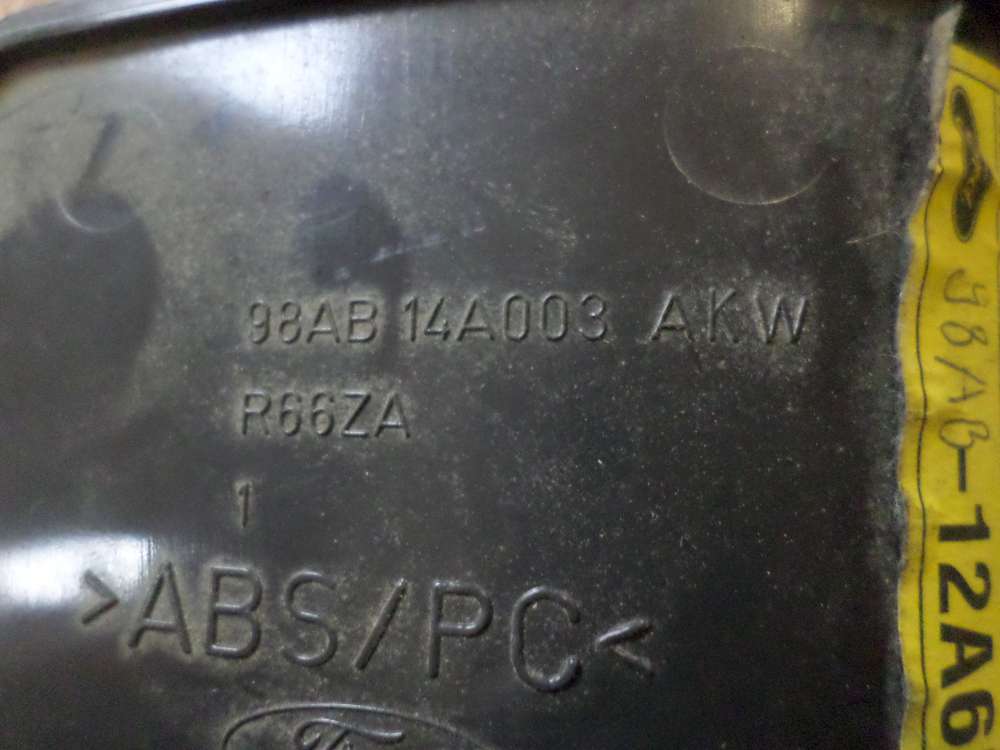 98AB 14A003 AKW
R66ZA
1
>ABS/PC<
98AB-12A6